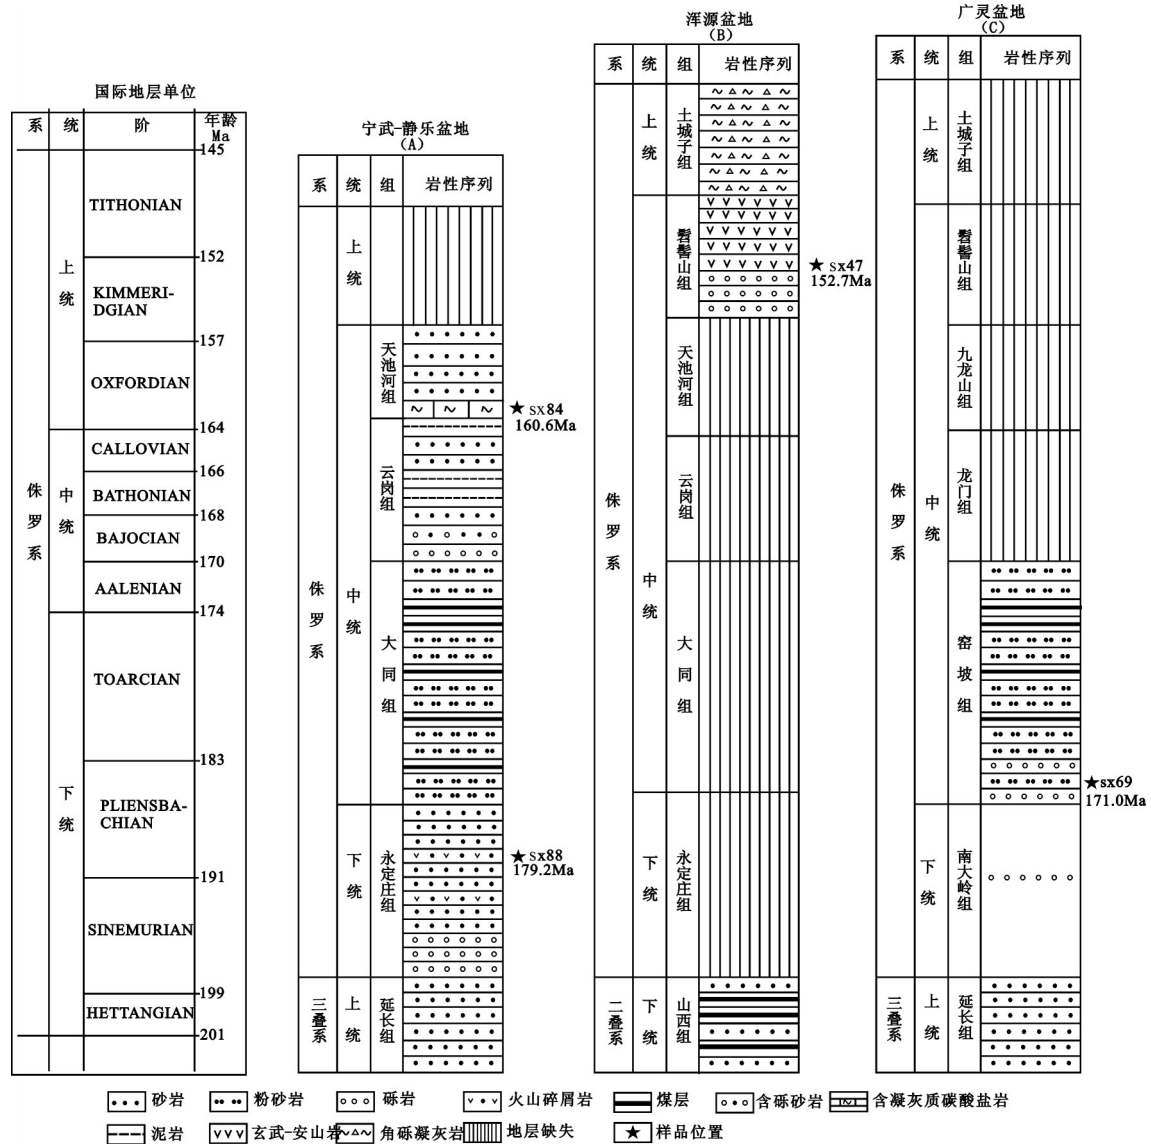 国际地层单位
系 统 阶 年龄
Ma
145
TITHONIAN
152
上统
KIMMERI-
DGIAN
157
OXFORDIAN
164
CALLOVIAN
166
侏罗系
中统
BATHONIAN
168
BAJOCIAN
170
AALENIAN
174
TOARCIAN
183
下统
PLIENSBA-
CHIAN
191
SINEMURIAN
199
HETTANGIAN
201
宁武-静乐盆地
(A)
系 统 组 岩性序列
上统
天池河组
★ sx84
160.6Ma
云岗组
侏罗系
中统
大同组
下统
永定庄组
★ sx88
179.2Ma
三叠系
上统
延长组
浑源盆地
(B)
系 统 组 岩性序列
上统
土城子组
髫髻山组
★ sx47
152.7Ma
天池河组
云岗组
侏罗系
中统
大同组
下统
永定庄组
二叠系
下统
山西组
广灵盆地
(C)
系 统 组 岩性序列
上统
土城子组
髫髻山组
九龙山组
龙门组
侏罗系
中统
窑坡组
★sx69
171.0Ma
下统
南大岭组
三叠系
上统
延长组
砂岩 粉砂岩 砾岩 火山碎屑岩 煤层 含砾砂岩 含凝灰质碳酸盐岩
泥岩 玄武-安山岩 角砾凝灰岩 地层缺失 ★ 样品位置